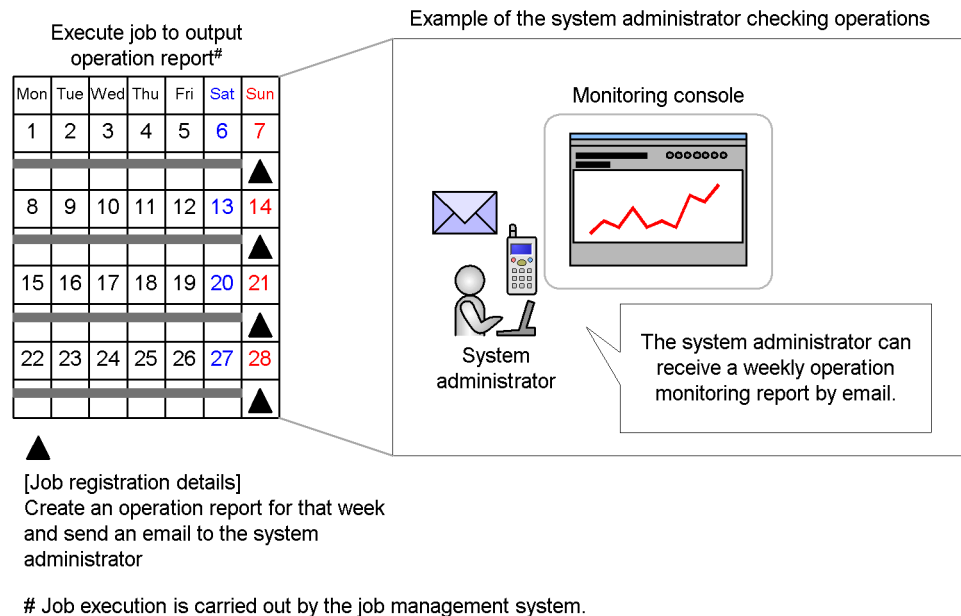 Example of the system administrator checking operations
Execute job to output
operation report#
Mon Tue Wed Thu Fri Sat Sun
1 2 3 4 5 6 7
8 9 10 11 12 13 14
15 16 17 18 19 20 21
22 23 24 25 26 27 28
Monitoring console
System
administrator
The system administrator can
receive a weekly operation
monitoring report by email.
[Job registration details]
Create an operation report for that week
and send an email to the system
administrator
# Job execution is carried out by the job management system.